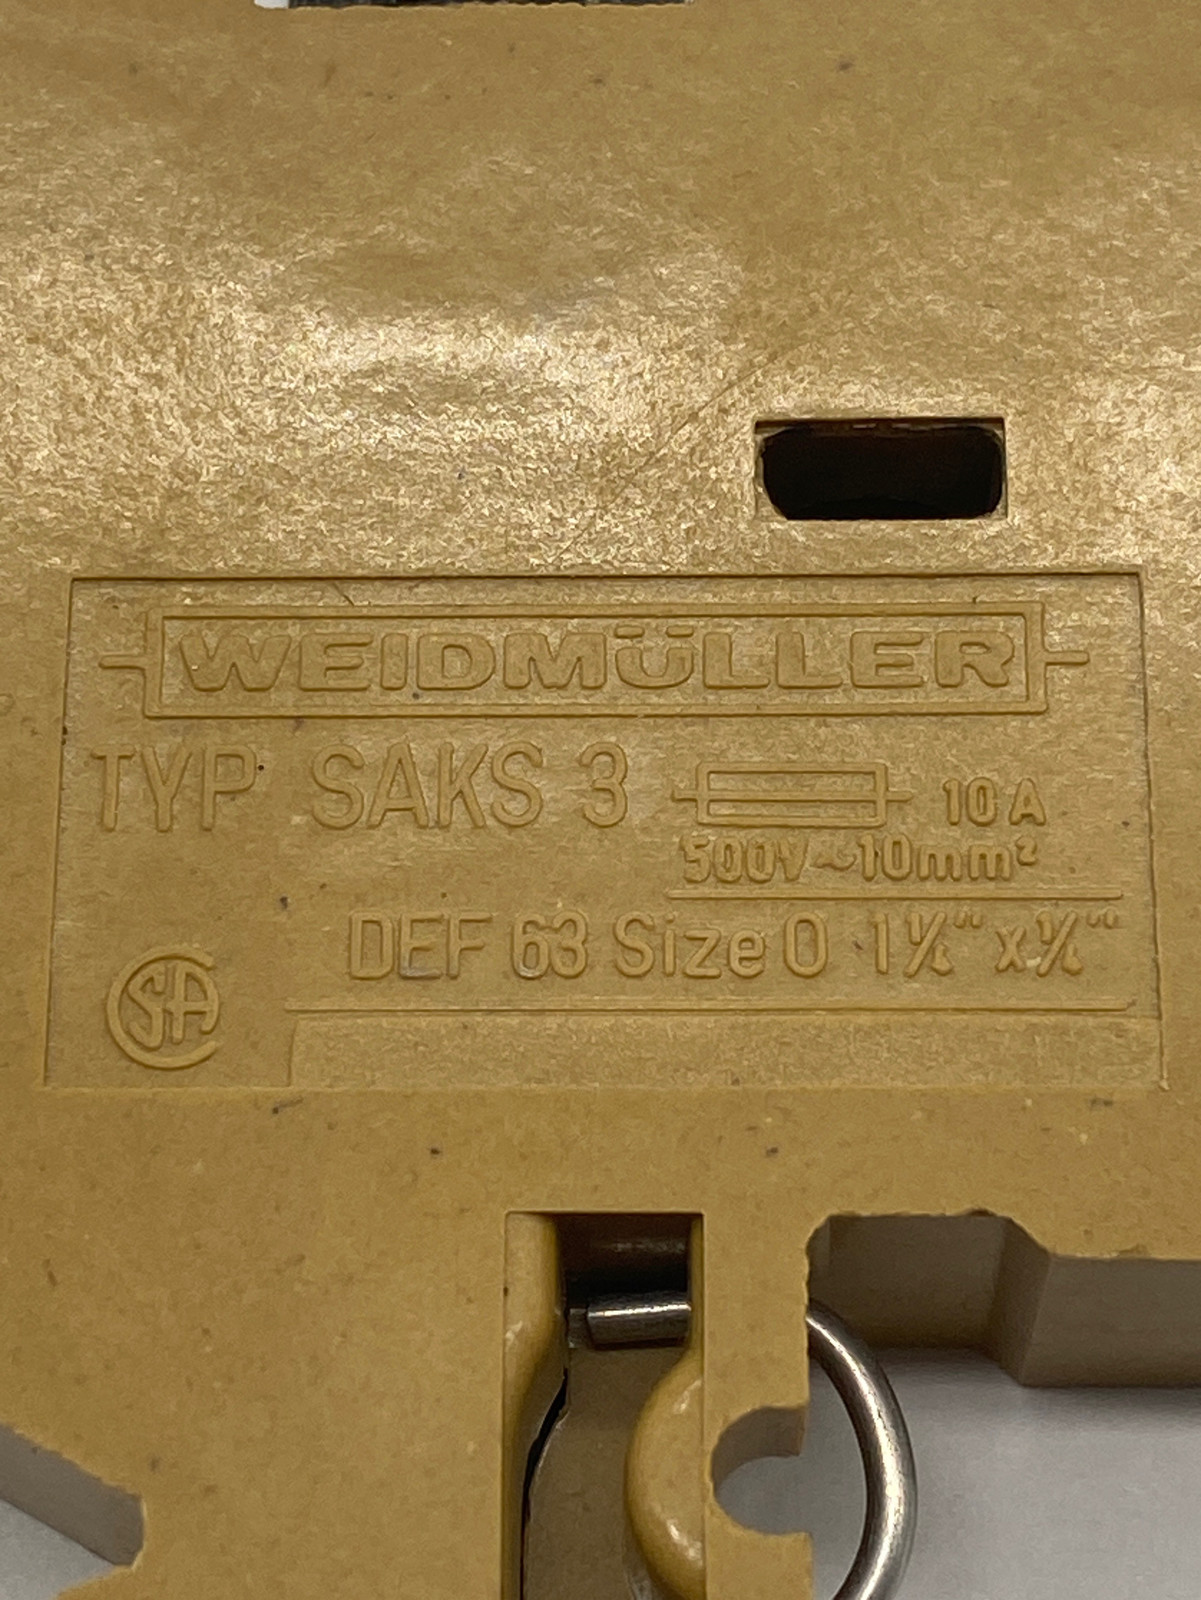 WEIDMÜLLER
TYP SAKS 3 10 A
500V ~ 10mm²
DEF 63 Size 0 1¼" x ¼"
SA